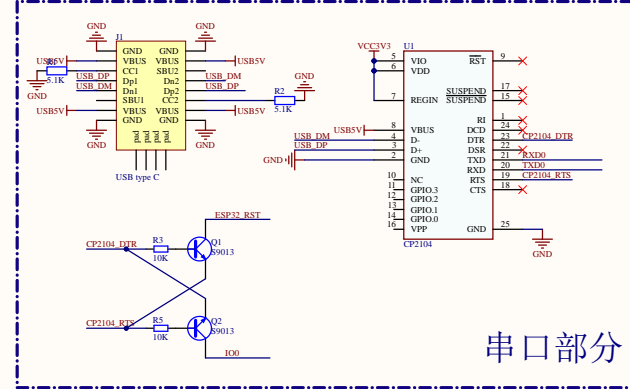 GND GND
J1
GND GND
USB5V VBUS VBUS USB5V
R1 CC1 SBU2
5.1K USB_DP Dp1 Dn2 USB_DM
USB_DM Dn1 Dp2 USB_DP
GND SBU1 CC2
USB5V VBUS VBUS USB5V
GND GND
GND GND
pad pad pad pad
USB type C
R2
5.1K
GND
VCC3V3
U1
5 VIO RST 9
6 VDD
7 REGIN SUSPEND 17
SUSPEND 15
RI 1
USB5V 8 VBUS DCD 24
USB_DM 4 D- DTR 23 CP2104_DTR
USB_DP 3 D+ DSR 22
GND 2 GND TXD 21 RXD0
RXD 20 TXD0
10 NC RTS 19 CP2104_RTS
11 GPIO.3 CTS 18
12 GPIO.2
13 GPIO.1
14 GPIO.0
16 VPP GND 25
CP2104
GND
ESP32_RST
CP2104_DTR R3 Q1
10K S9013
CP2104_RTS R5 Q2
10K S9013
IO0
串口部分